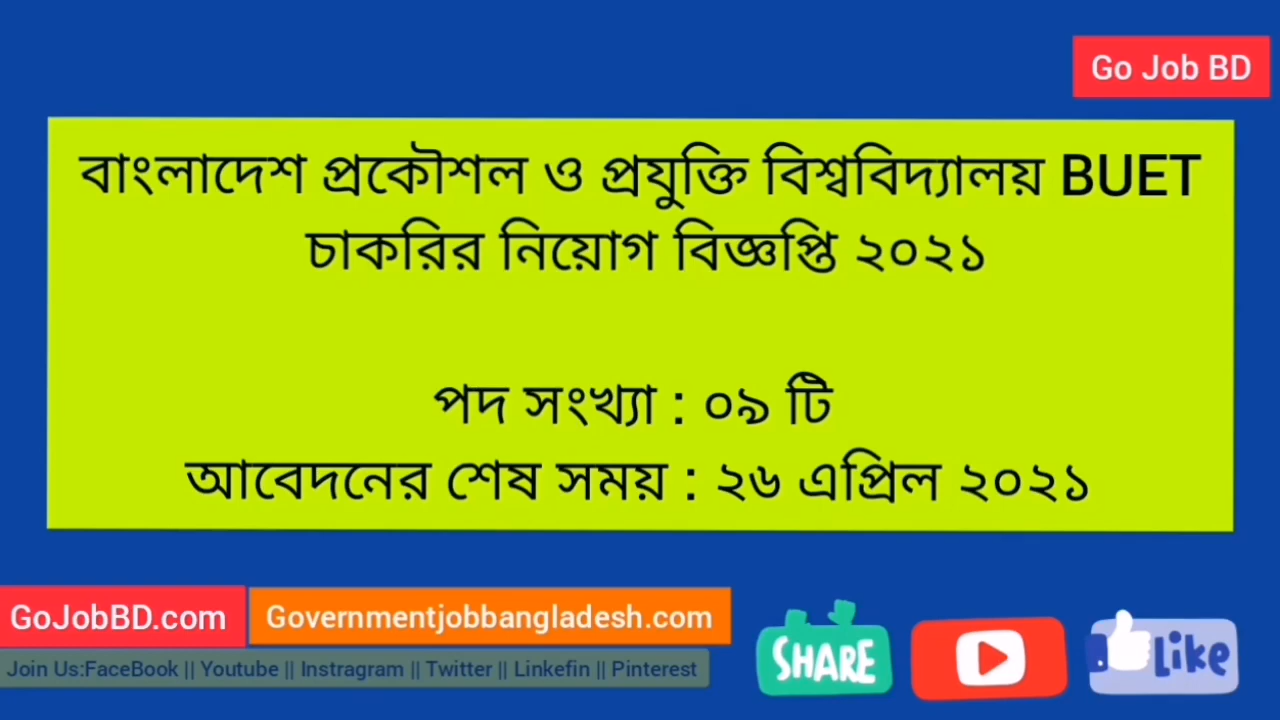 Go Job BD
বাংলাদেশ প্রকৌশল ও প্রযুক্তি বিশ্ববিদ্যালয় BUET
চাকরির নিয়োগ বিজ্ঞপ্তি ২০২১
পদ সংখ্যা : ০৯ টি
আবেদনের শেষ সময় : ২৬ এপ্রিল ২০২১
GoJobBD.com
Governmentjobbangladesh.com
Join Us:FaceBook || Youtube || Instragram || Twitter || Linkefin || Pinterest
SHARE
Like